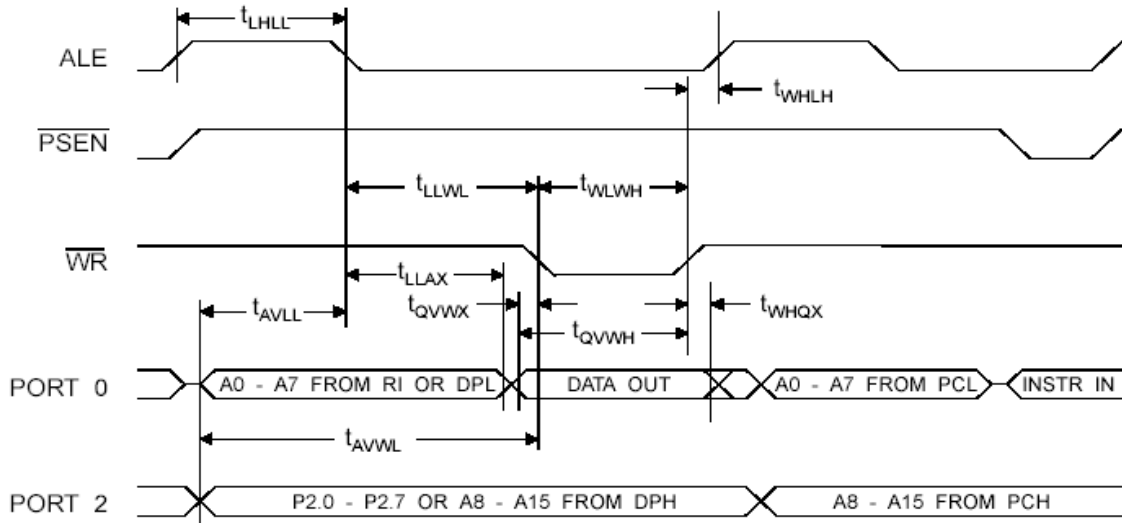 tLHLL
ALE
tWHLH
PSEN
tLLWL
tWLWH
WR
tLLAX
tAVLL
tQVWX
tWHQX
tQVWH
PORT 0
A0 - A7 FROM RI OR DPL
DATA OUT
A0 - A7 FROM PCL
INSTR IN
tAVWL
PORT 2
P2.0 - P2.7 OR A8 - A15 FROM DPH
A8 - A15 FROM PCH